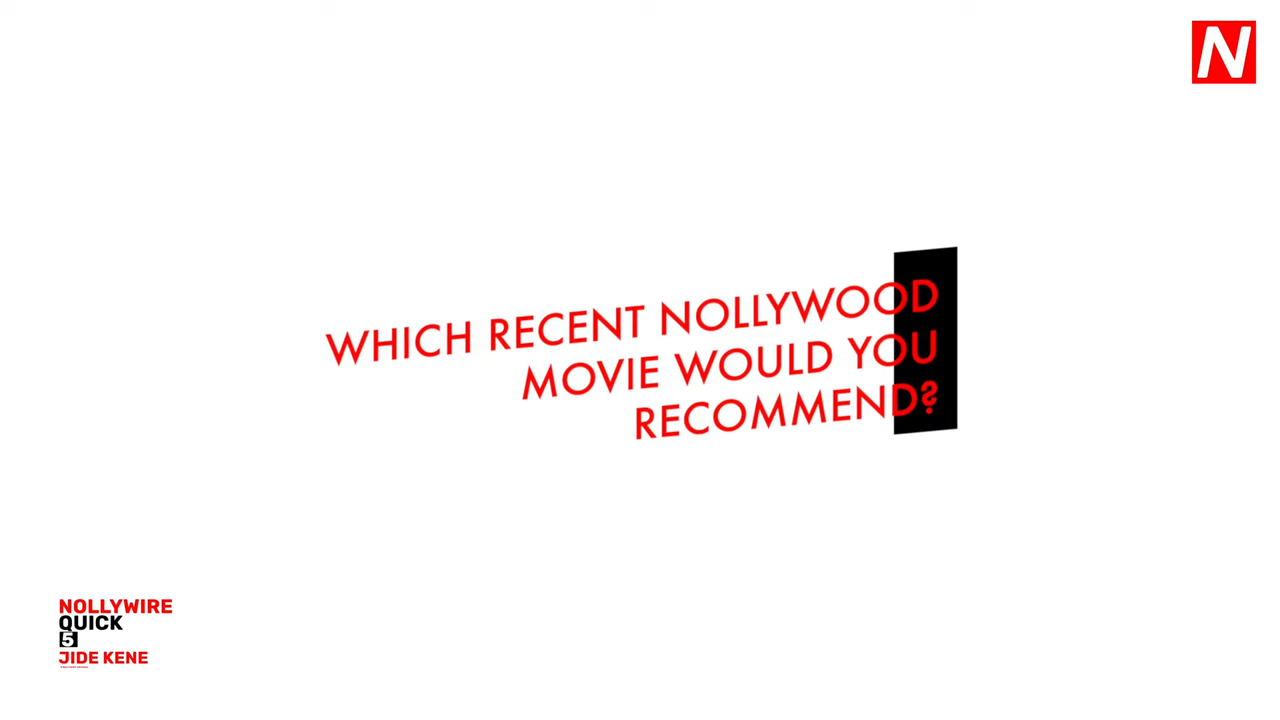 N
WHICH RECENT NOLLYWOOD
MOVIE WOULD YOU
RECOMMEND?
NOLLYWIRE
QUICK
5
JIDE KENE